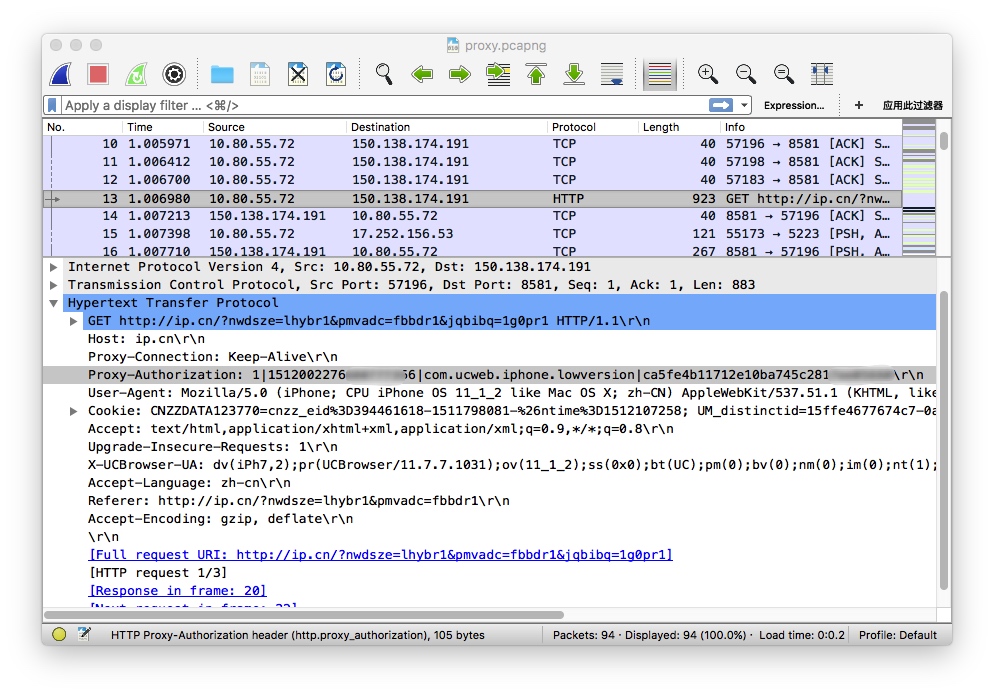 proxy.pcapng
Apply a display filter ... <⌘/>
Expression...
+
应用此过滤器
No. Time Source Destination Protocol Length Info
10 1.005971 10.80.55.72 150.138.174.191 TCP 40 57196 → 8581 [ACK] S…
11 1.006412 10.80.55.72 150.138.174.191 TCP 40 57198 → 8581 [ACK] S…
12 1.006700 10.80.55.72 150.138.174.191 TCP 40 57183 → 8581 [ACK] S…
13 1.006980 10.80.55.72 150.138.174.191 HTTP 923 GET http://ip.cn/?nw…
14 1.007213 150.138.174.191 10.80.55.72 TCP 40 8581 → 57196 [ACK] S…
15 1.007398 10.80.55.72 17.252.156.53 TCP 121 55173 → 5223 [PSH, A…
16 1.007710 150.138.174.191 10.80.55.72 TCP 267 8581 → 57196 [PSH, A…
Internet Protocol Version 4, Src: 10.80.55.72, Dst: 150.138.174.191
Transmission Control Protocol, Src Port: 57196, Dst Port: 8581, Seq: 1, Ack: 1, Len: 883
Hypertext Transfer Protocol
GET http://ip.cn/?nwdsze=lhybr1&pmvadc=fbbdr1&jqbibq=1g0pr1 HTTP/1.1\r\n
Host: ip.cn\r\n
Proxy-Connection: Keep-Alive\r\n
Proxy-Authorization: 1|1512002276 66|com.ucweb.iphone.lowversion|ca5fe4b11712e10ba745c281 \r\n
User-Agent: Mozilla/5.0 (iPhone; CPU iPhone OS 11_1_2 like Mac OS X; zh-CN) AppleWebKit/537.51.1 (KHTML, like
Cookie: CNZZDATA123770=cnzz_eid%3D394461618-1511798081-%26ntime%3D1512107258; UM_distinctid=15ffe4677674c7-0a
Accept: text/html,application/xhtml+xml,application/xml;q=0.9,*/*;q=0.8\r\n
Upgrade-Insecure-Requests: 1\r\n
X-UCBrowser-UA: dv(iPh7,2);pr(UCBrowser/11.7.7.1031);ov(11_1_2);ss(0x0);bt(UC);pm(0);bv(0);nm(0);im(0);nt(1);
Accept-Language: zh-cn\r\n
Referer: http://ip.cn/?nwdsze=lhybr1&pmvadc=fbbdr1\r\n
Accept-Encoding: gzip, deflate\r\n
\r\n
[Full request URI: http://ip.cn/?nwdsze=lhybr1&pmvadc=fbbdr1&jqbibq=1g0pr1]
[HTTP request 1/3]
[Response in frame: 20]
[Next request in frame: 22]
HTTP Proxy-Authorization header (http.proxy_authorization), 105 bytes
Packets: 94 · Displayed: 94 (100.0%) · Load time: 0:0.2
Profile: Default